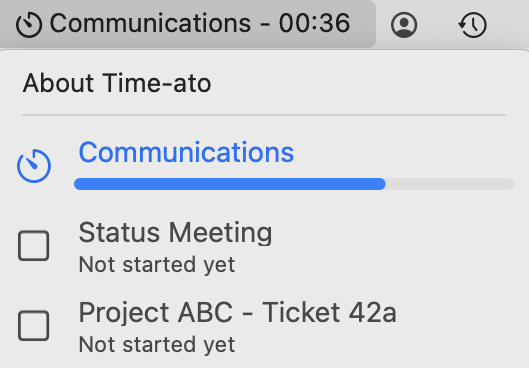 Communications - 00:36
About Time-ato
Communications
Status Meeting
Not started yet
Project ABC - Ticket 42a
Not started yet